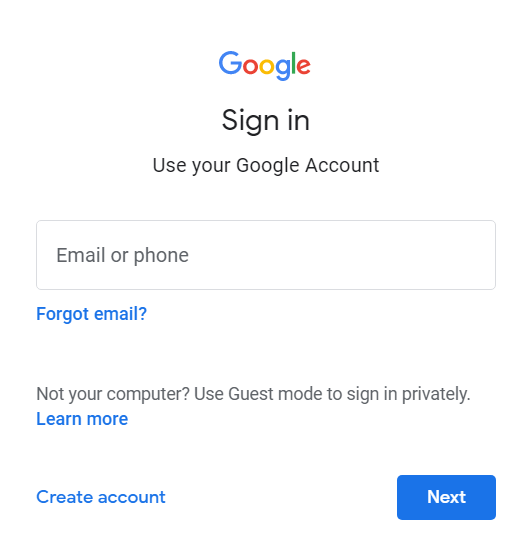 Google
Sign in
Use your Google Account
Email or phone
Forgot email?
Not your computer? Use Guest mode to sign in privately.
Learn more
Create account
Next